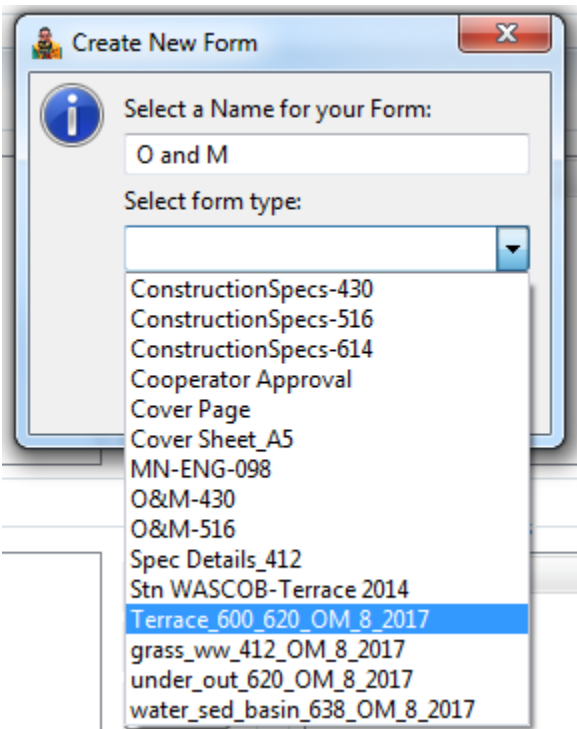 Create New Form
Select a Name for your Form:
O and M
Select form type:
ConstructionSpecs-430
ConstructionSpecs-516
ConstructionSpecs-614
Cooperator Approval
Cover Page
Cover Sheet_A5
MN-ENG-098
O&M-430
O&M-516
Spec Details_412
Stn WASCOB-Terrace 2014
Terrace_600_620_OM_8_2017
grass_ww_412_OM_8_2017
under_out_620_OM_8_2017
water_sed_basin_638_OM_8_2017